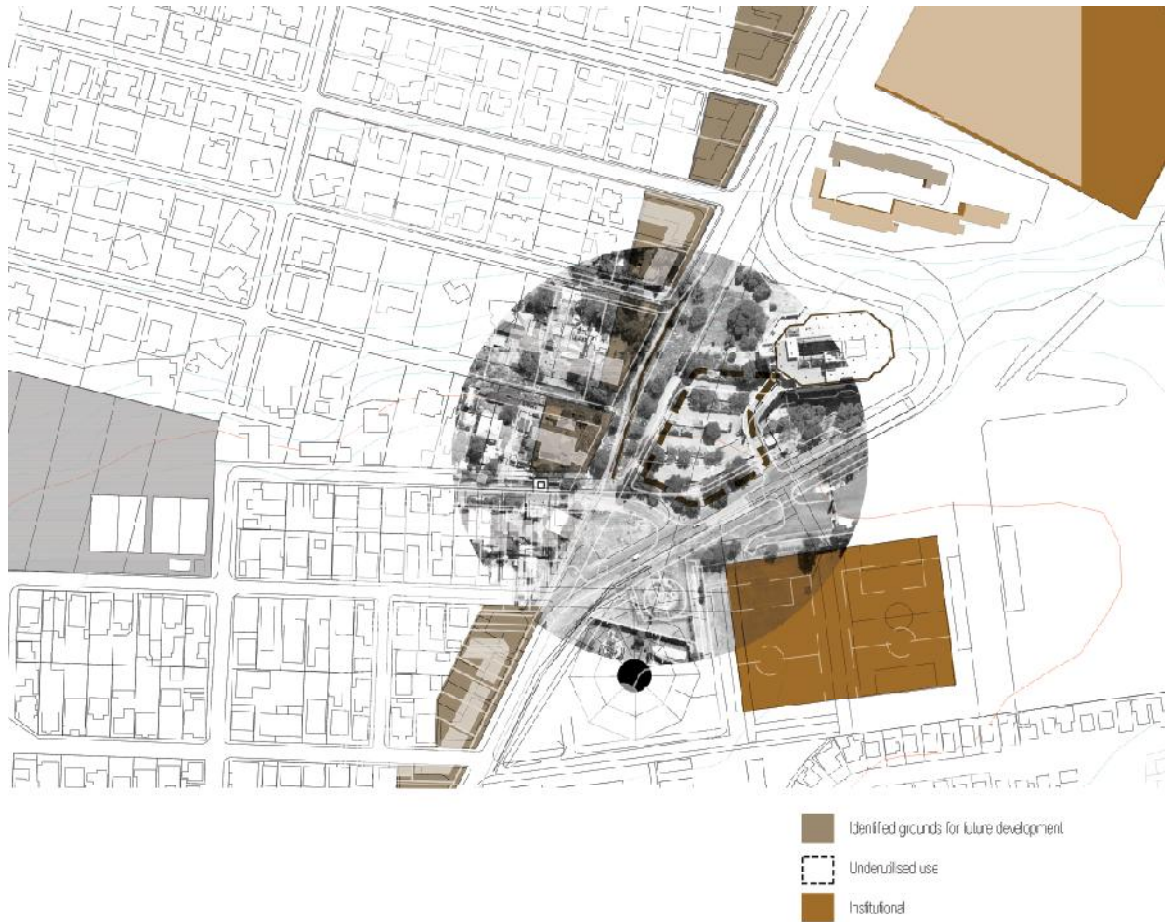 Identified grounds for future development
Underutilised use
Institutional